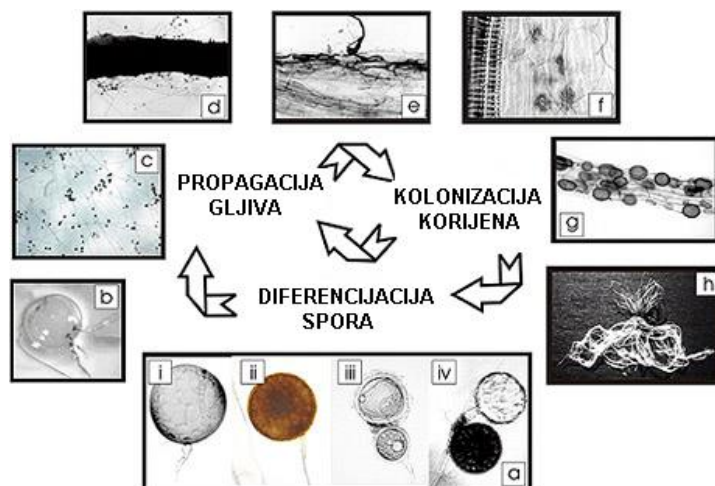 d
e
f
c
PROPAGACIJA
GLJIVA
KOLONIZACIJA
KORIJENA
g
b
DIFERENCIJACIJA
SPORA
h
i
ii
iii
iv
a